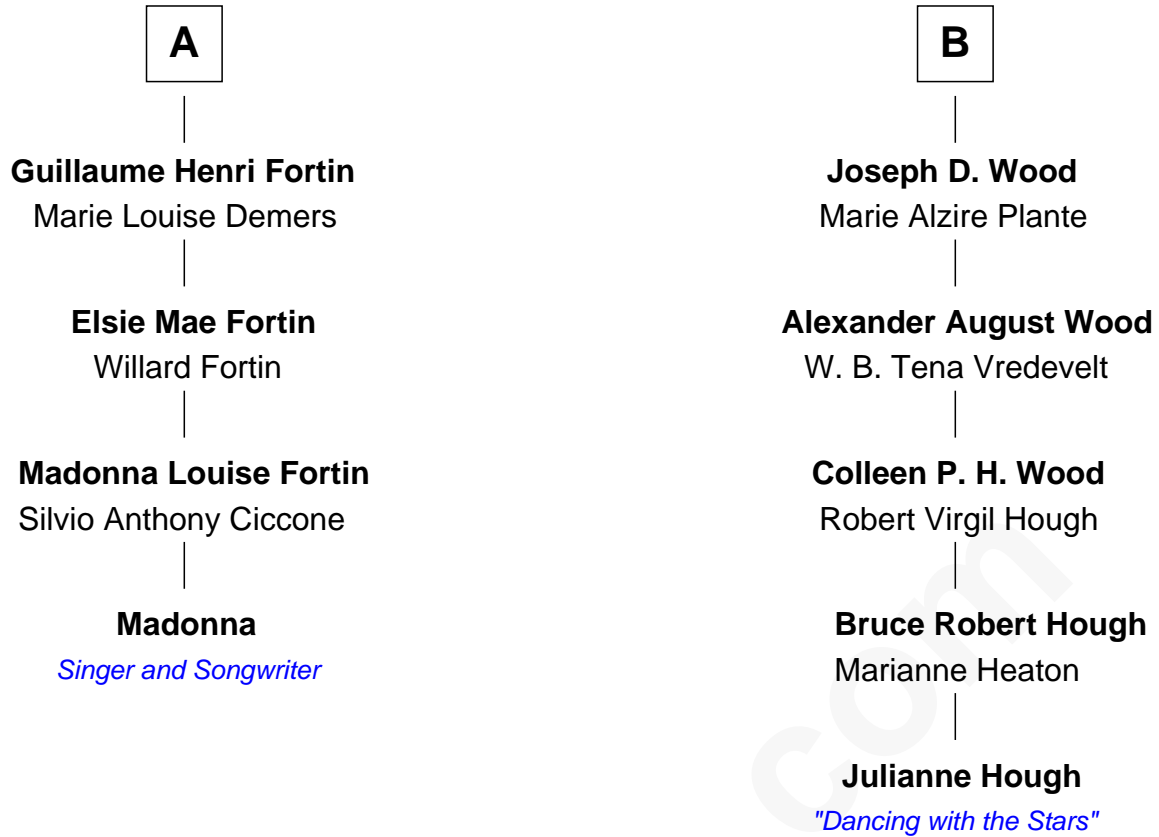 A
Guillaume Henri Fortin
Marie Louise Demers
Elsie Mae Fortin
Willard Fortin
Madonna Louise Fortin
Silvio Anthony Ciccone
Madonna
Singer and Songwriter
B
Joseph D. Wood
Marie Alzire Plante
Alexander August Wood
W. B. Tena Vredevelt
Colleen P. H. Wood
Robert Virgil Hough
Bruce Robert Hough
Marianne Heaton
Julianne Hough
"Dancing with the Stars"
com